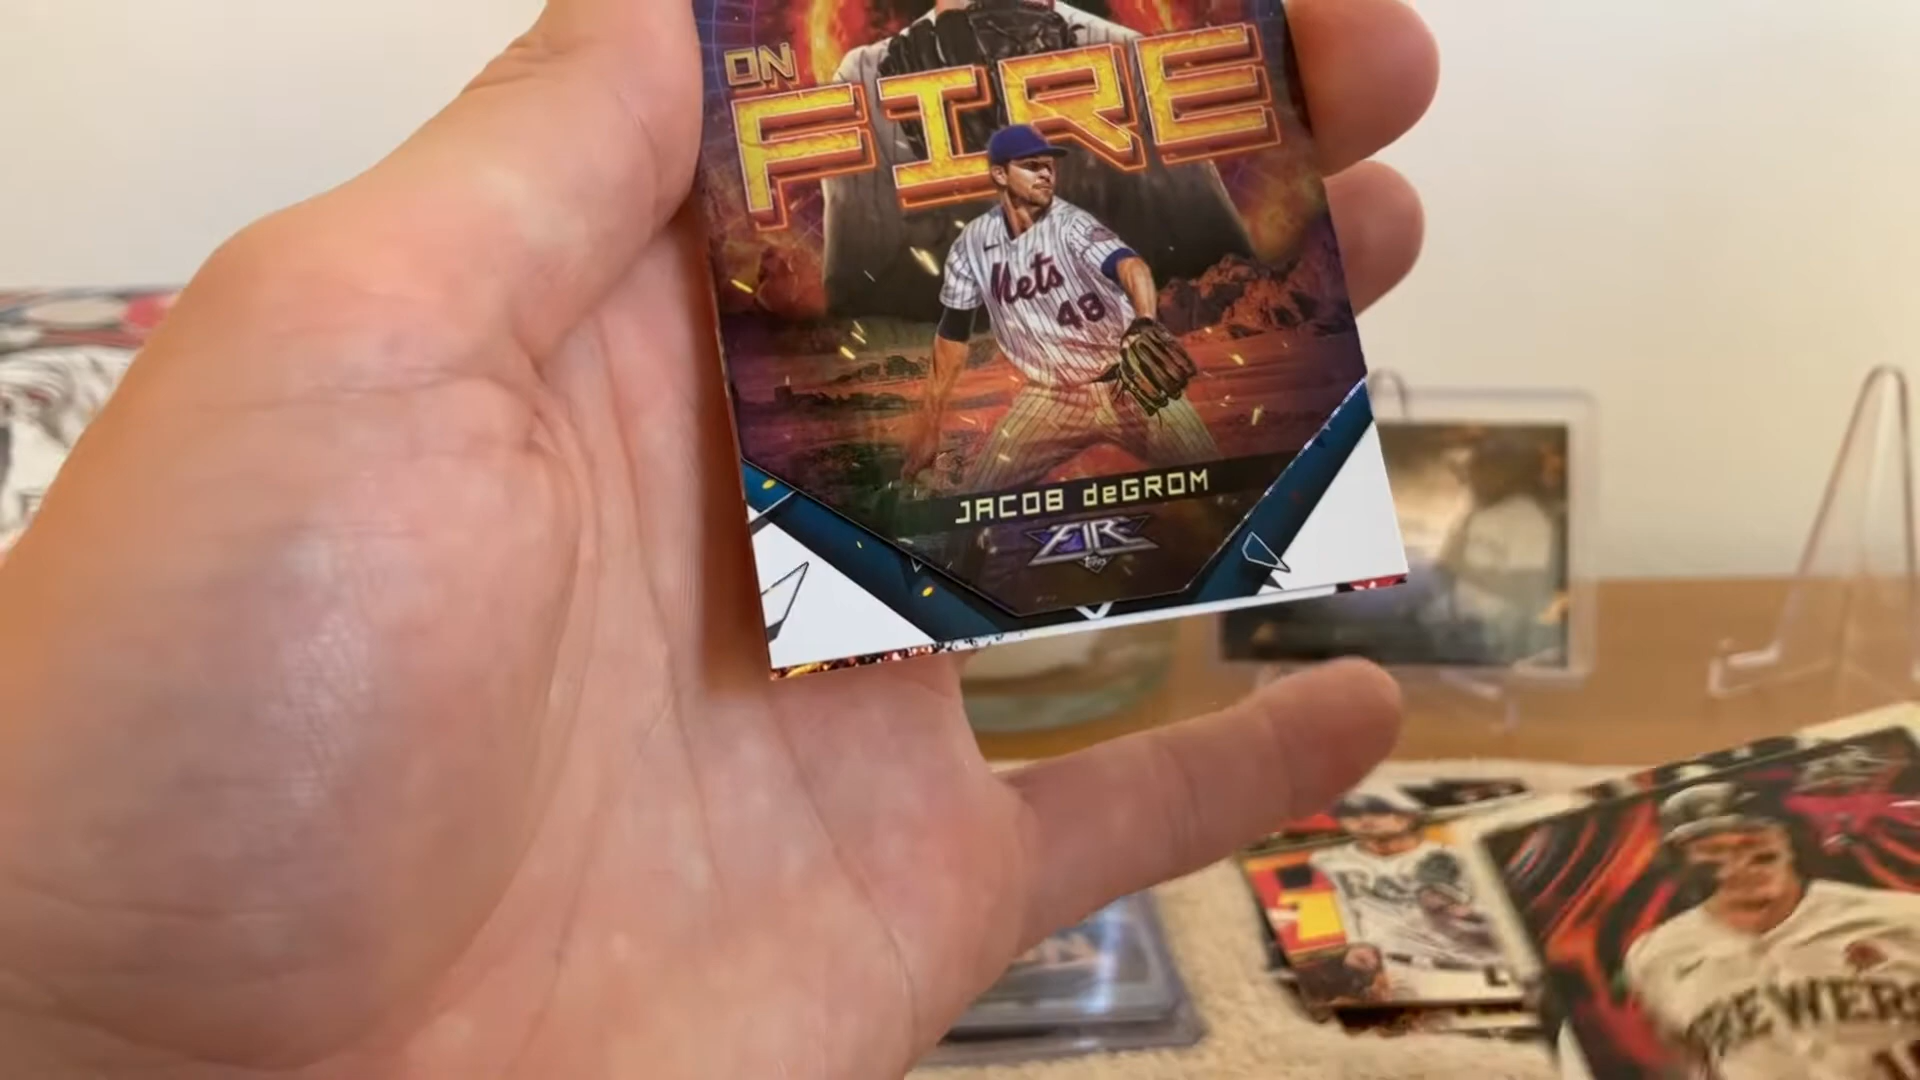 ON
FIRE
Mets
48
JACOB deGROM
FIRE
Topps
BREWERS